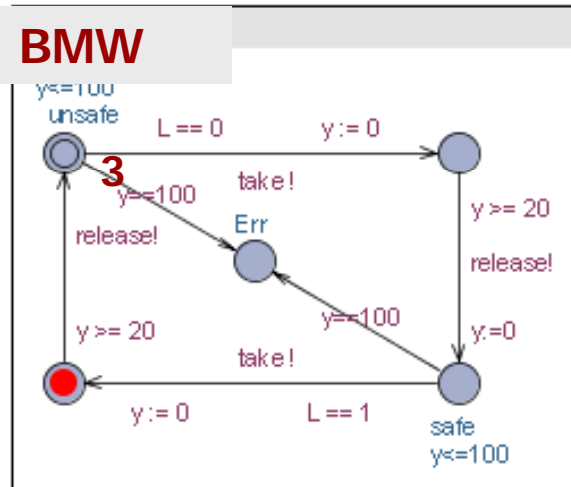 BMW
y<=100
unsafe
L == 0
y := 0
3
y==100
take!
y >= 20
Err
release!
release!
y==100
y >= 20
y:=0
take!
y := 0
L == 1
safe
y<=100